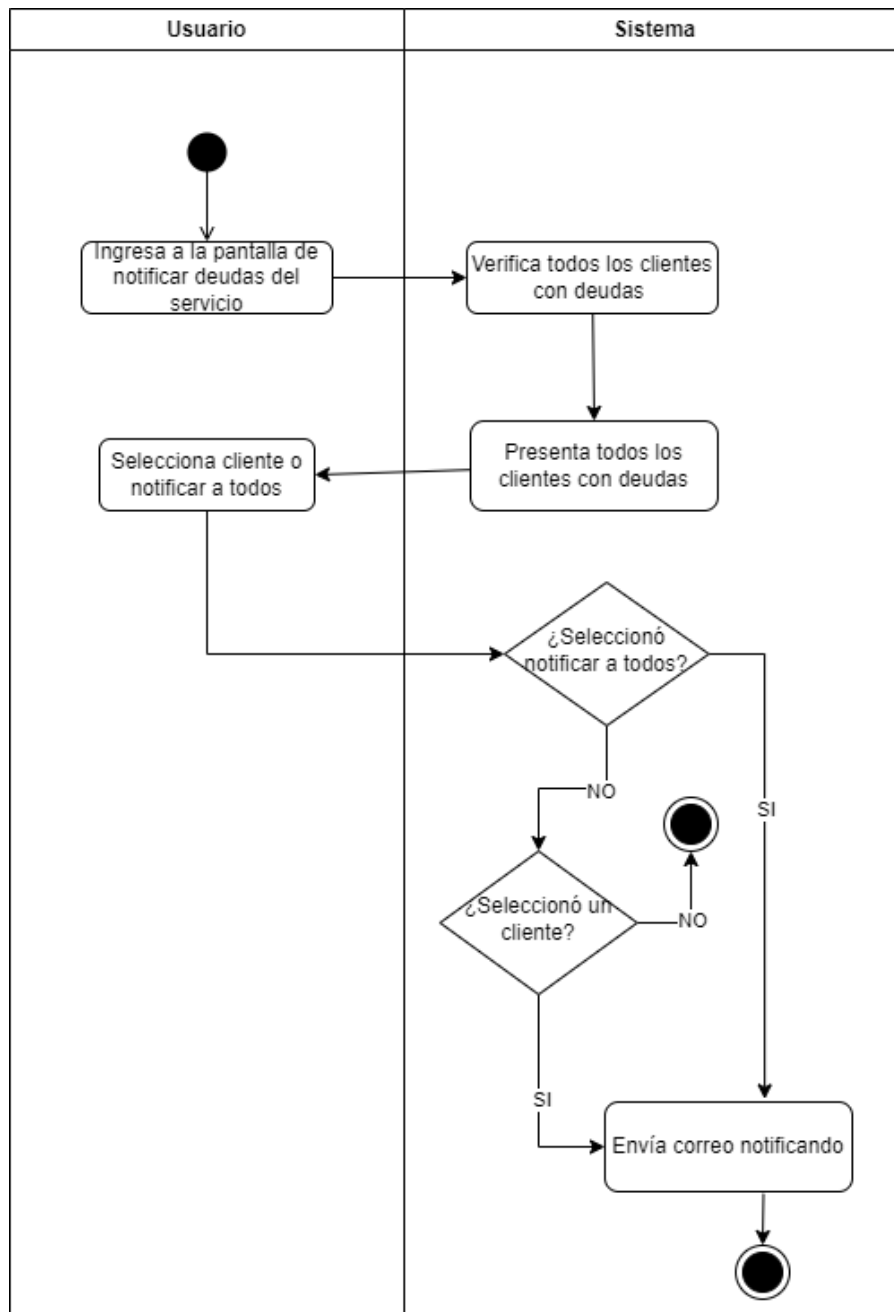 Usuario
Sistema
Ingresa a la pantalla de
notificar deudas del
servicio
Verifica todos los clientes
con deudas
Presenta todos los
clientes con deudas
Selecciona cliente o
notificar a todos
¿Seleccionó
notificar a todos?
NO
SI
¿Seleccionó un
cliente?
NO
SI
Envía correo notificando